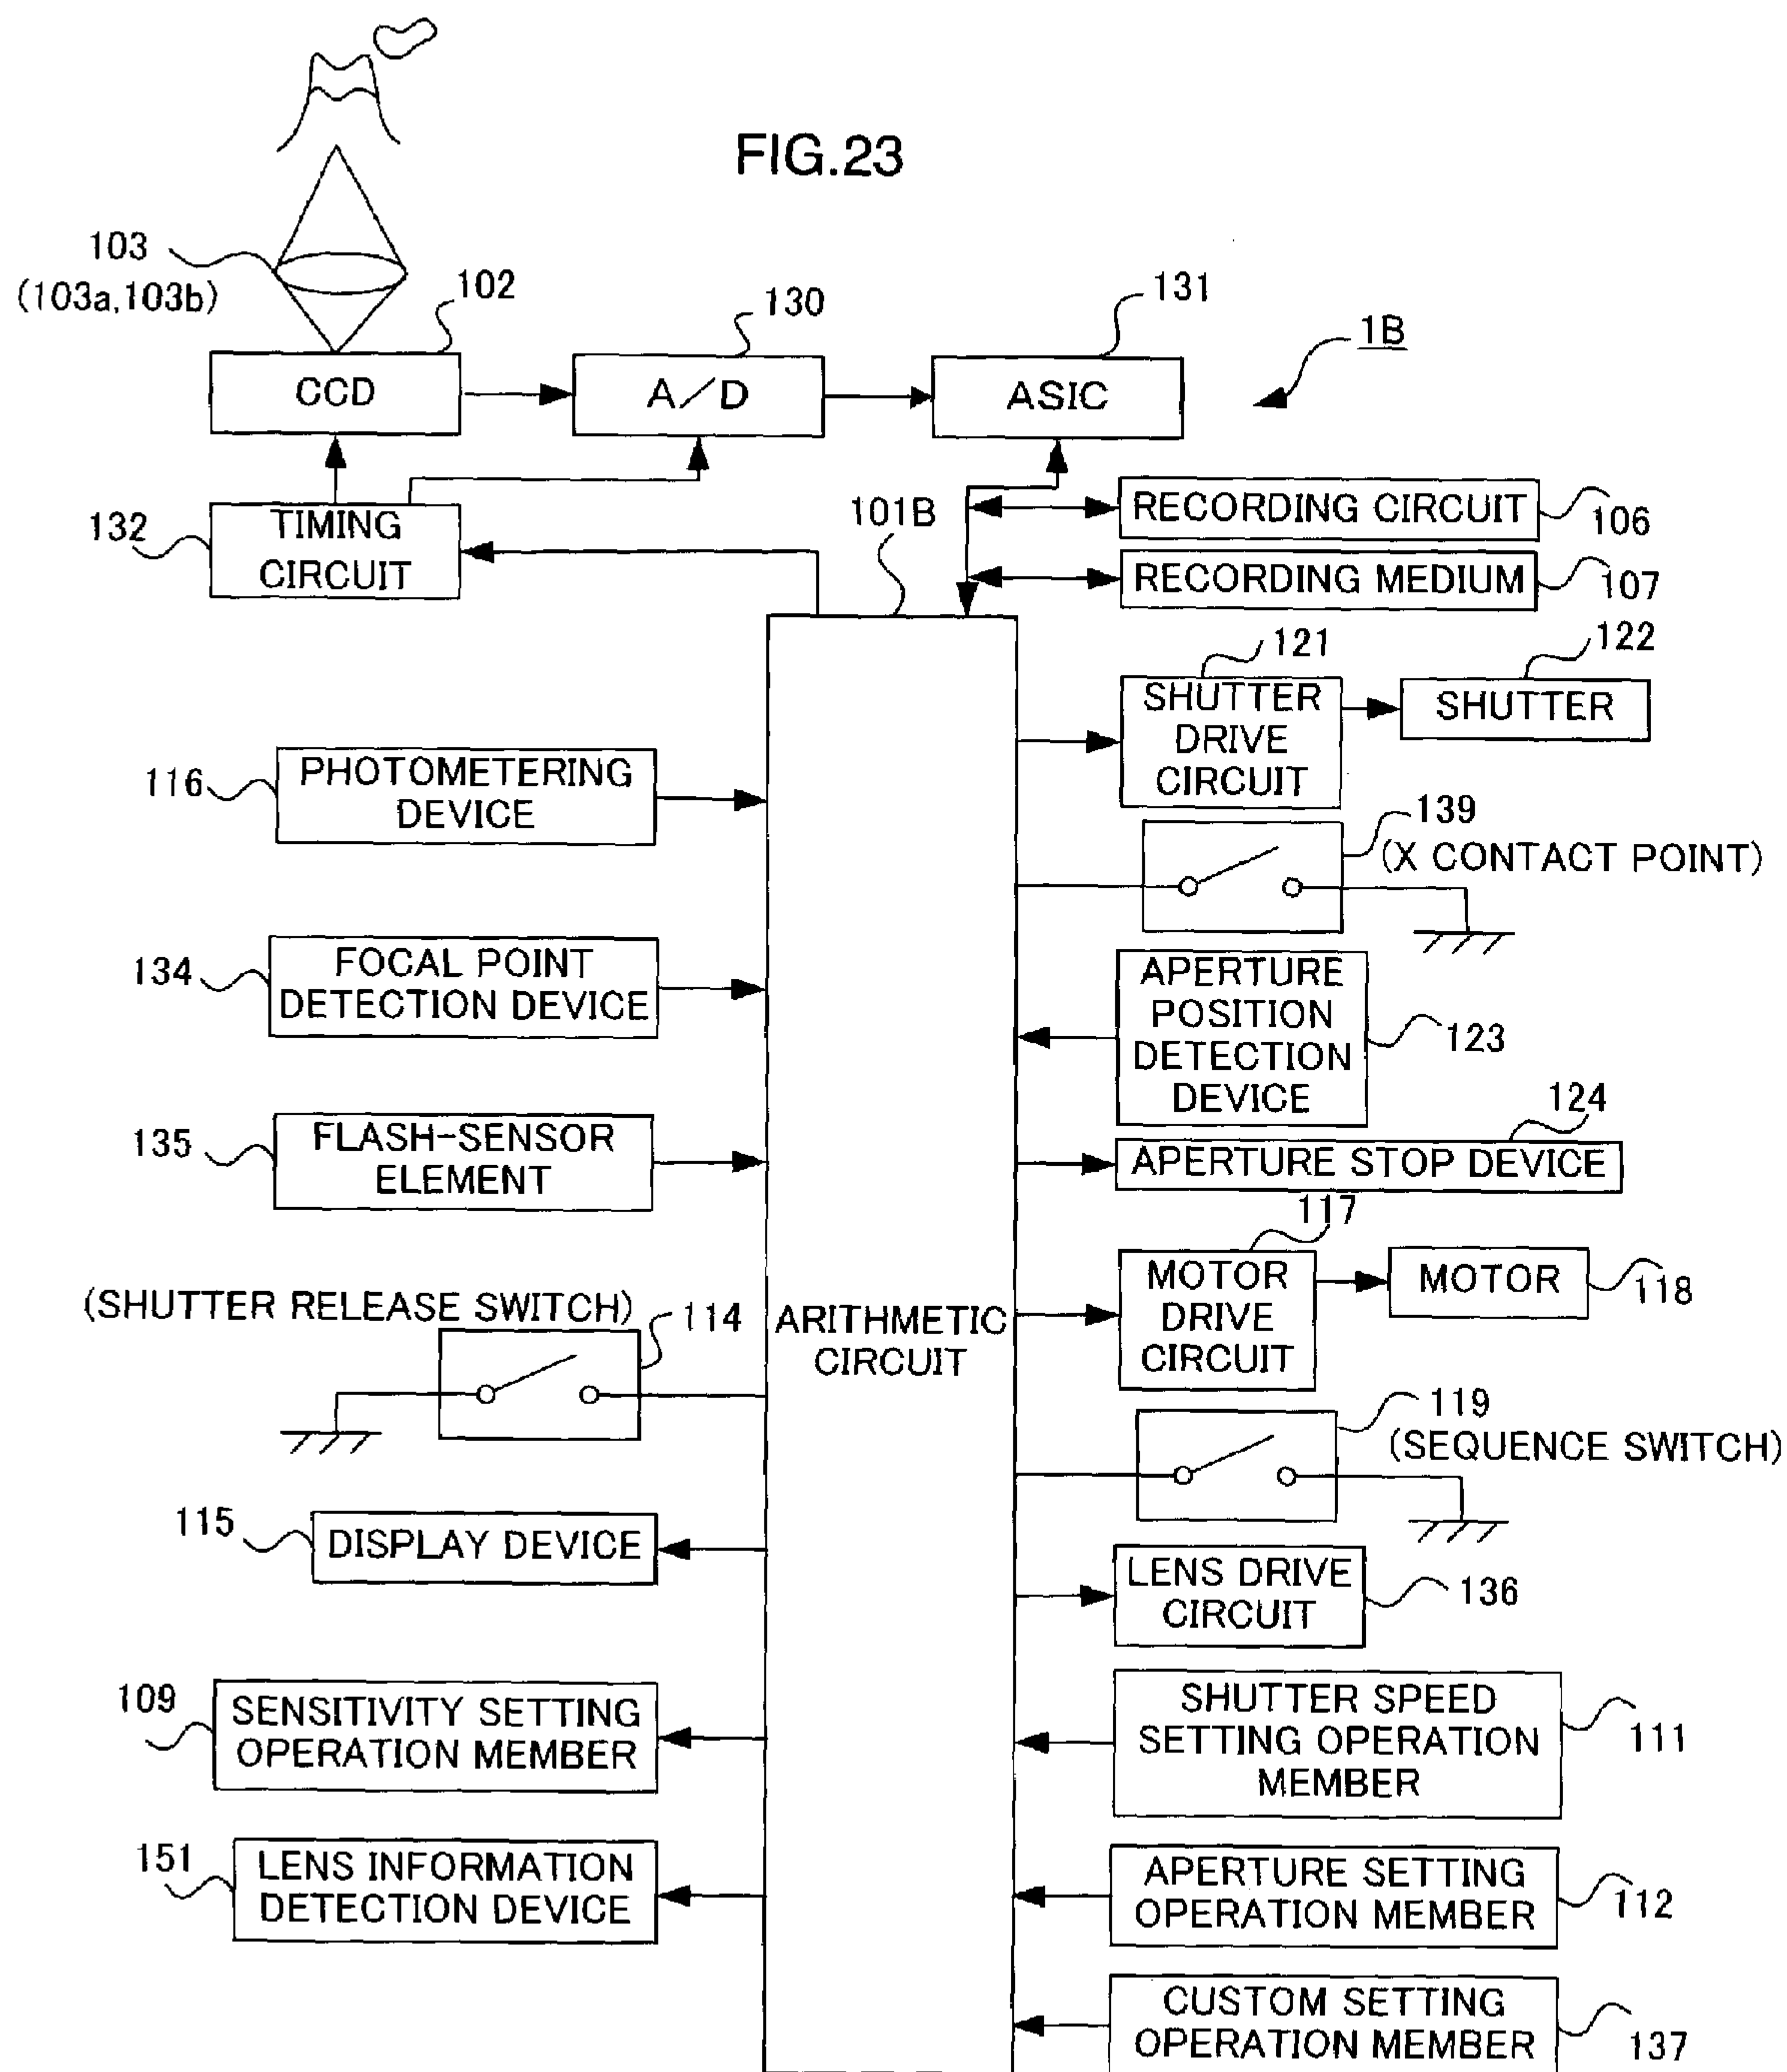 FIG.23
103
(103a,103b)
102
130
131
1B
CCD
A/D
ASIC
132
TIMING
CIRCUIT
101B
RECORDING CIRCUIT
106
RECORDING MEDIUM
107
121
122
SHUTTER
DRIVE
CIRCUIT
SHUTTER
116
PHOTOMETERING
DEVICE
139
(X CONTACT POINT)
134
FOCAL POINT
DETECTION DEVICE
APERTURE
POSITION
DETECTION
DEVICE
123
135
FLASH-SENSOR
ELEMENT
124
APERTURE STOP DEVICE
117
MOTOR
DRIVE
CIRCUIT
MOTOR
118
(SHUTTER RELEASE SWITCH)
114
ARITHMETIC
CIRCUIT
119
(SEQUENCE SWITCH)
115
DISPLAY DEVICE
LENS DRIVE
CIRCUIT
136
109
SENSITIVITY SETTING
OPERATION MEMBER
SHUTTER SPEED
SETTING OPERATION
MEMBER
111
151
LENS INFORMATION
DETECTION DEVICE
APERTURE SETTING
OPERATION MEMBER
112
CUSTOM SETTING
OPERATION MEMBER
137